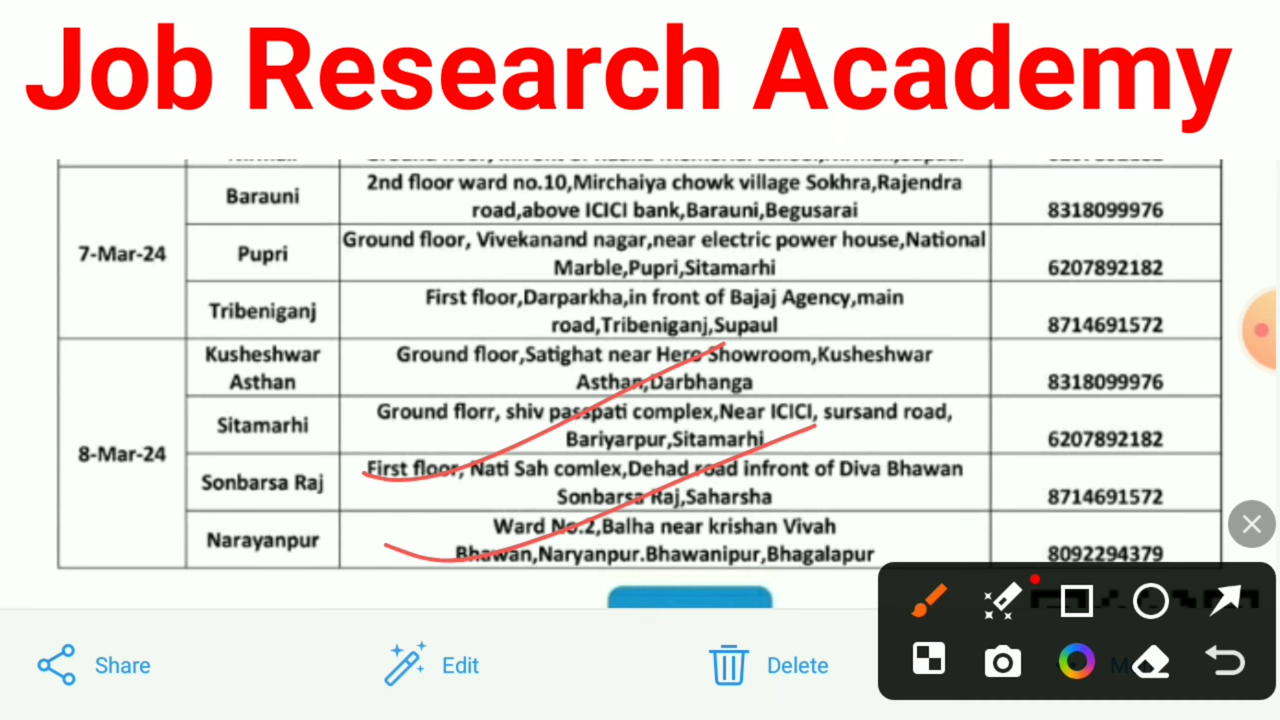 Job Research Academy
7-Mar-24
Barauni
2nd floor ward no.10,Mirchaiya chowk village Sokhra,Rajendra
road,above ICICI bank,Barauni,Begusarai
8318099976
Pupri
Ground floor, Vivekanand nagar,near electric power house,National
Marble,Pupri,Sitamarhi
6207892182
Tribeniganj
First floor,Darparkha,in front of Bajaj Agency,main
road,Tribeniganj,Supaul
8714691572
8-Mar-24
Kusheshwar
Asthan
Ground floor,Satighat near Hero Showroom,Kusheshwar
Asthan,Darbhanga
8318099976
Sitamarhi
Ground florr, shiv passpati complex,Near ICICI, sursand road,
Bariyarpur,Sitamarhi
6207892182
Sonbarsa Raj
First floor, Nati Sah comlex,Dehad road infront of Diva Bhawan
Sonbarsa Raj,Saharsha
8714691572
Narayanpur
Ward No.2,Balha near krishan Vivah
Bhawan,Naryanpur.Bhawanipur,Bhagalapur
8092294379
Share
Edit
Delete